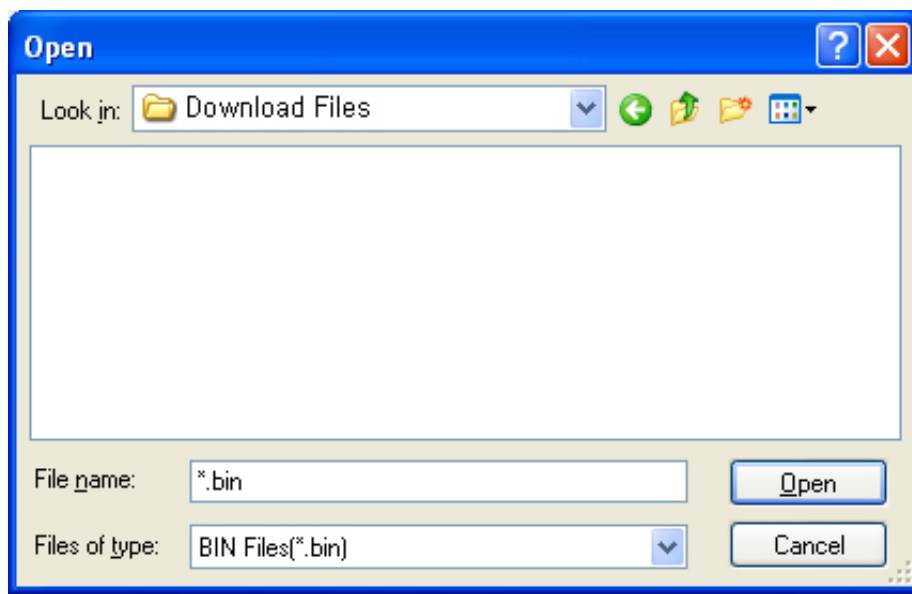 Open
Look in: Download Files
File name: *.bin Open
Files of type: BIN Files(*.bin) Cancel